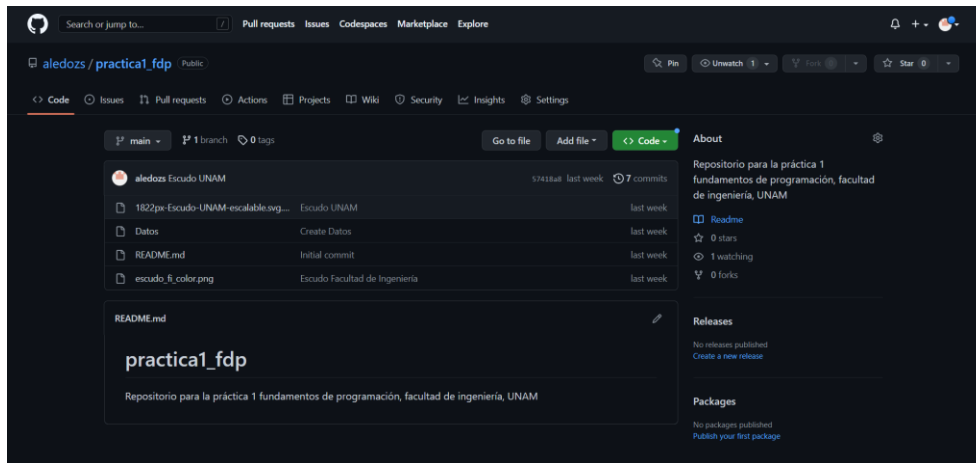 Search or jump to... / Pull requests Issues Codespaces Marketplace Explore
aledozs / practica1_fdp Public Pin Unwatch 1 Fork 0 Star 0
<> Code Issues Pull requests Actions Projects Wiki Security Insights Settings
main 1 branch 0 tags Go to file Add file <> Code
aledozs Escudo UNAM 57418a8 last week 7 commits
1822px-Escudo-UNAM-escalable.svg.... Escudo UNAM last week
Datos Create Datos last week
README.md Initial commit last week
escudo_fi_color.png Escudo Facultad de Ingeniería last week
README.md
practica1_fdp
Repositorio para la práctica 1 fundamentos de programación, facultad de ingeniería, UNAM
About
Repositorio para la práctica 1
fundamentos de programación, facultad
de ingeniería, UNAM
Readme
0 stars
1 watching
0 forks
Releases
No releases published
Create a new release
Packages
No packages published
Publish your first package